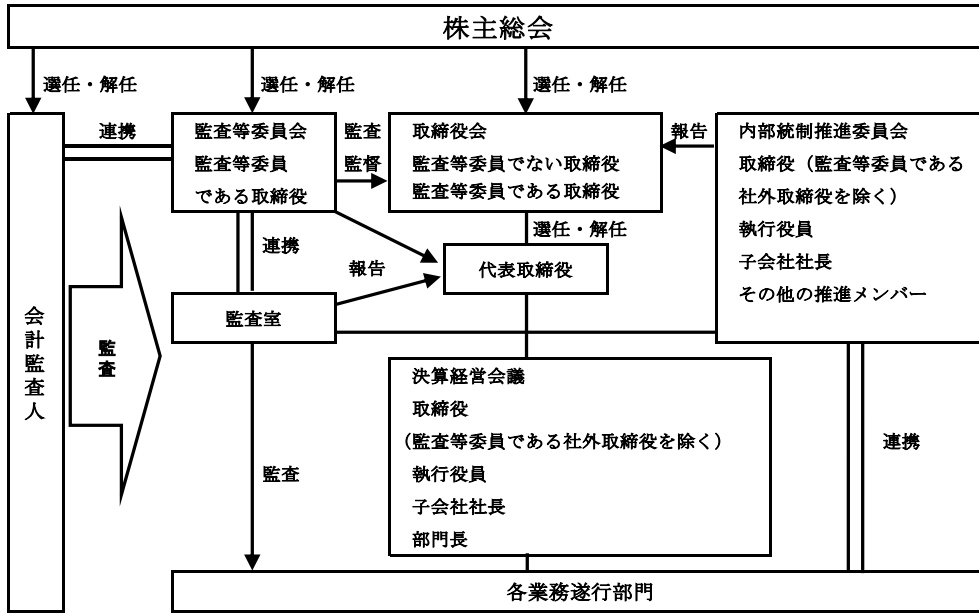 株主総会
選任・解任
選任・解任
選任・解任
会計監査人
連携
監査等委員会
監査等委員
である取締役
監査
監督
取締役会
監査等委員でない取締役
監査等委員である取締役
報告
内部統制推進委員会
取締役（監査等委員である
社外取締役を除く）
執行役員
子会社社長
その他の推進メンバー
連携
選任・解任
報告
代表取締役
監査室
監査
決算経営会議
取締役
（監査等委員である社外取締役を除く）
執行役員
子会社社長
部門長
連携
監査
各業務遂行部門